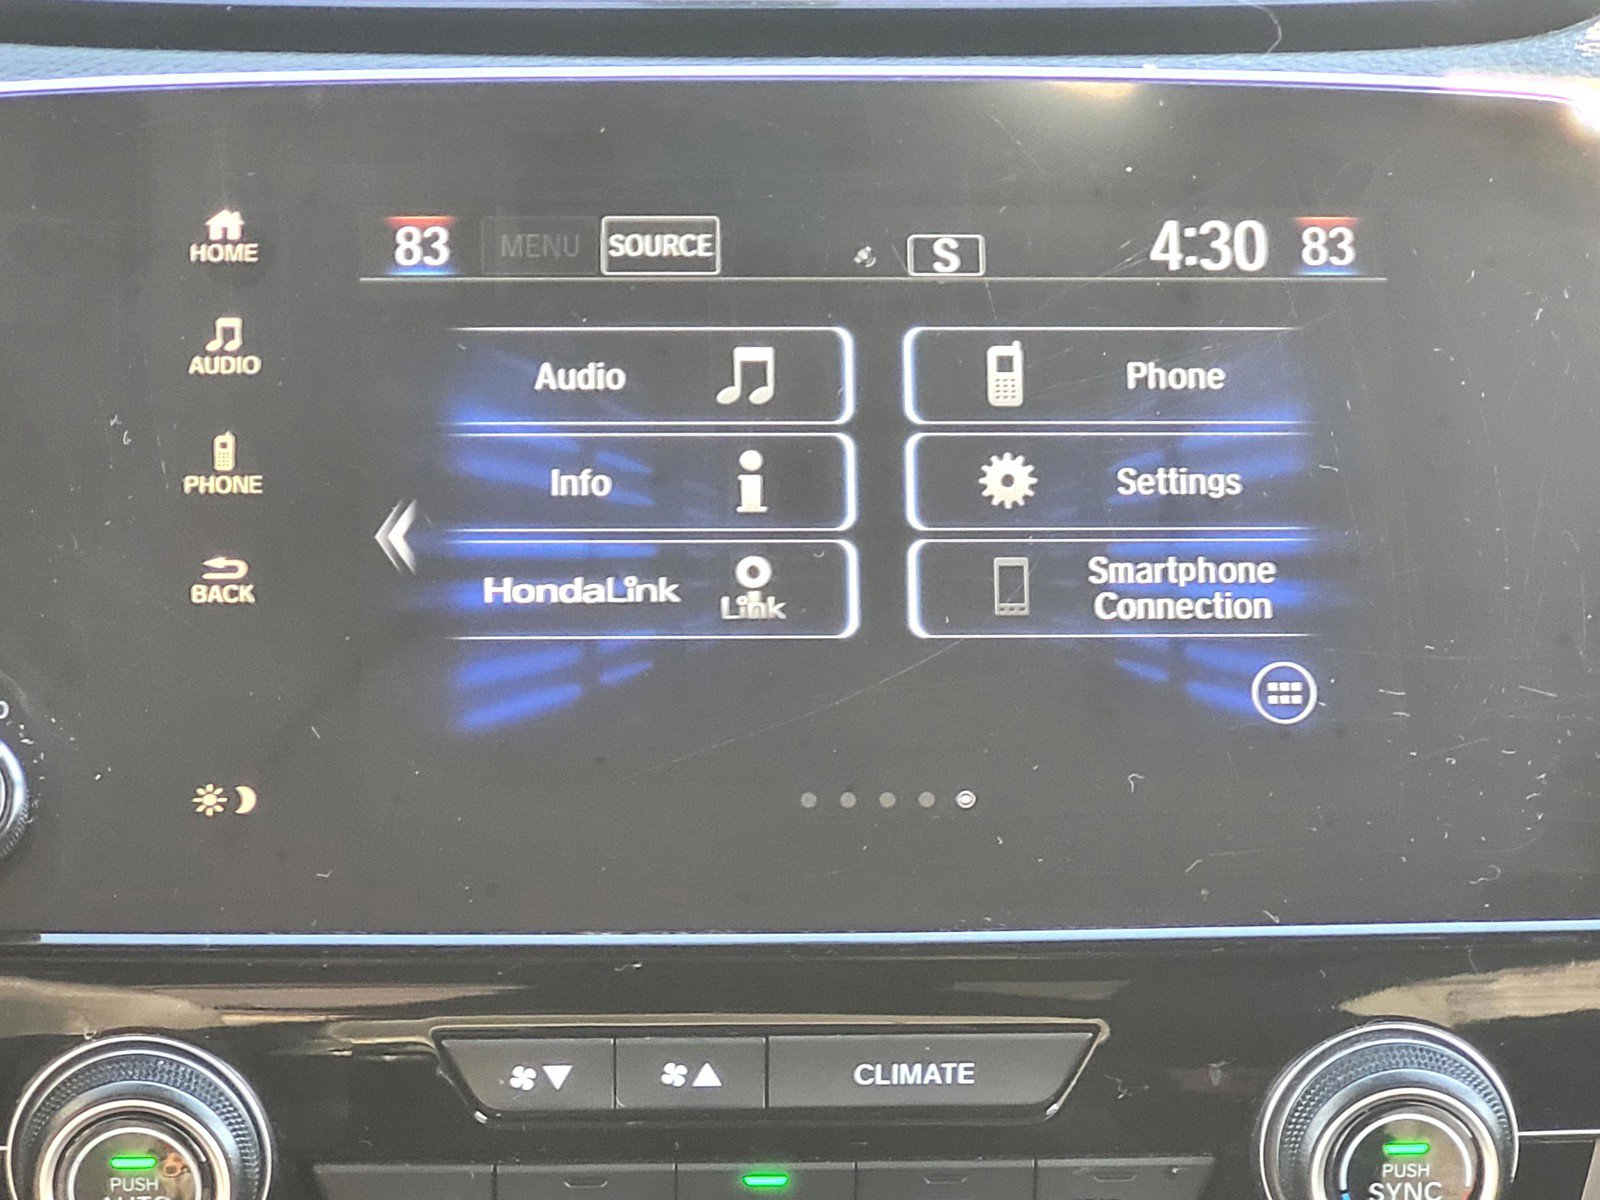 HOME
AUDIO
PHONE
BACK
83 MENU SOURCE S 4:30 83
Audio
Phone
Info
Settings
HondaLink
Link
Smartphone
Connection
CLIMATE
PUSH
AUTO
PUSH
SYNC